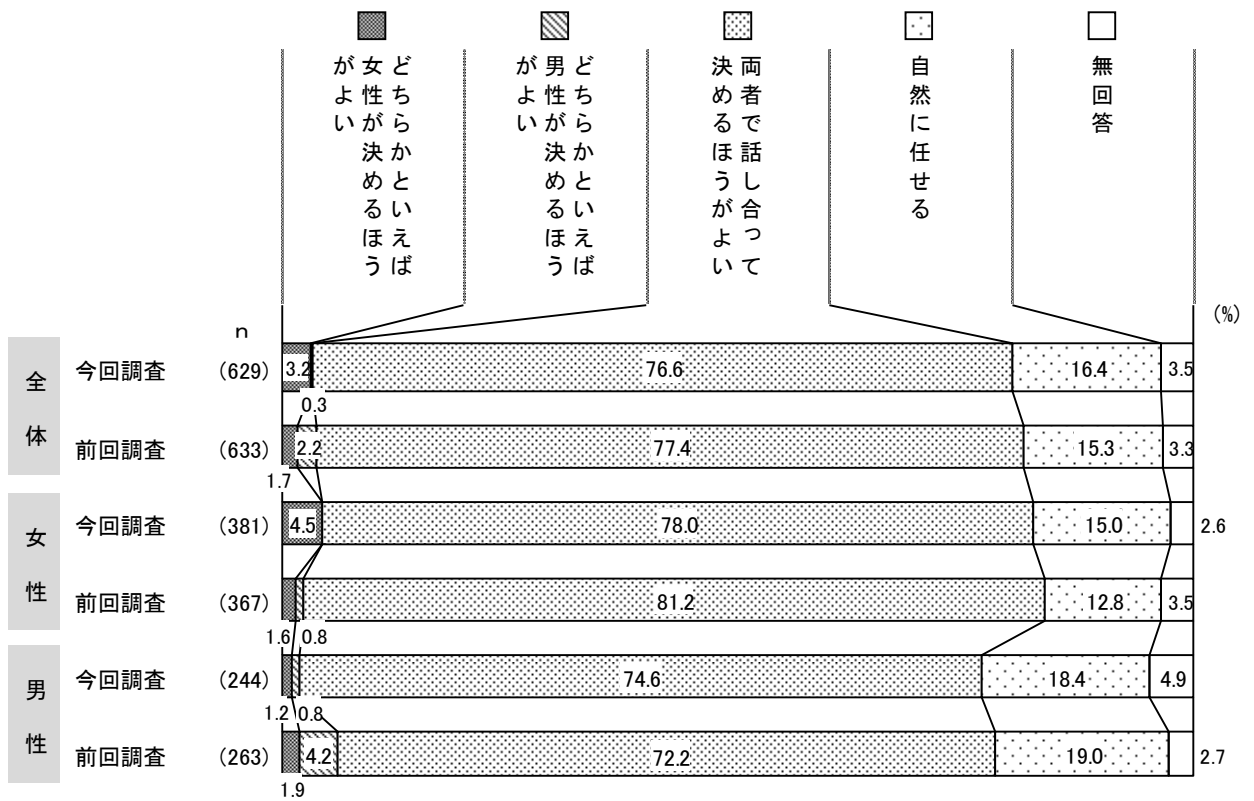 どちらかといえば
女性が決めるほう
がよい
どちらかといえば
男性が決めるほう
がよい
両者で話し合って
決めるほうがよい
自然に任せる
無回答
(%)
n
全体
今回調査 (629) 3.2 0.3 76.6 16.4 3.5
前回調査 (633) 1.7 2.2 77.4 15.3 3.3
女性
今回調査 (381) 4.5 78.0 15.0 2.6
前回調査 (367) 1.6 0.8 81.2 12.8 3.5
男性
今回調査 (244) 1.2 0.8 74.6 18.4 4.9
前回調査 (263) 1.9 4.2 72.2 19.0 2.7